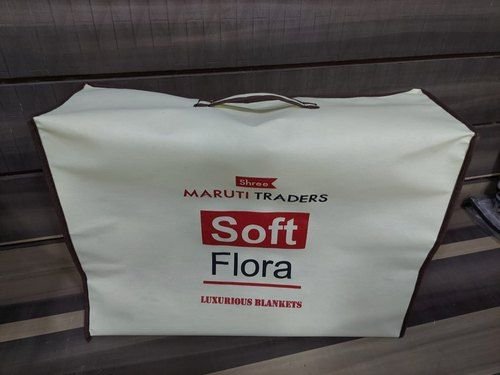 Shree
MARUTI TRADERS
Soft
Flora
LUXURIOUS BLANKETS